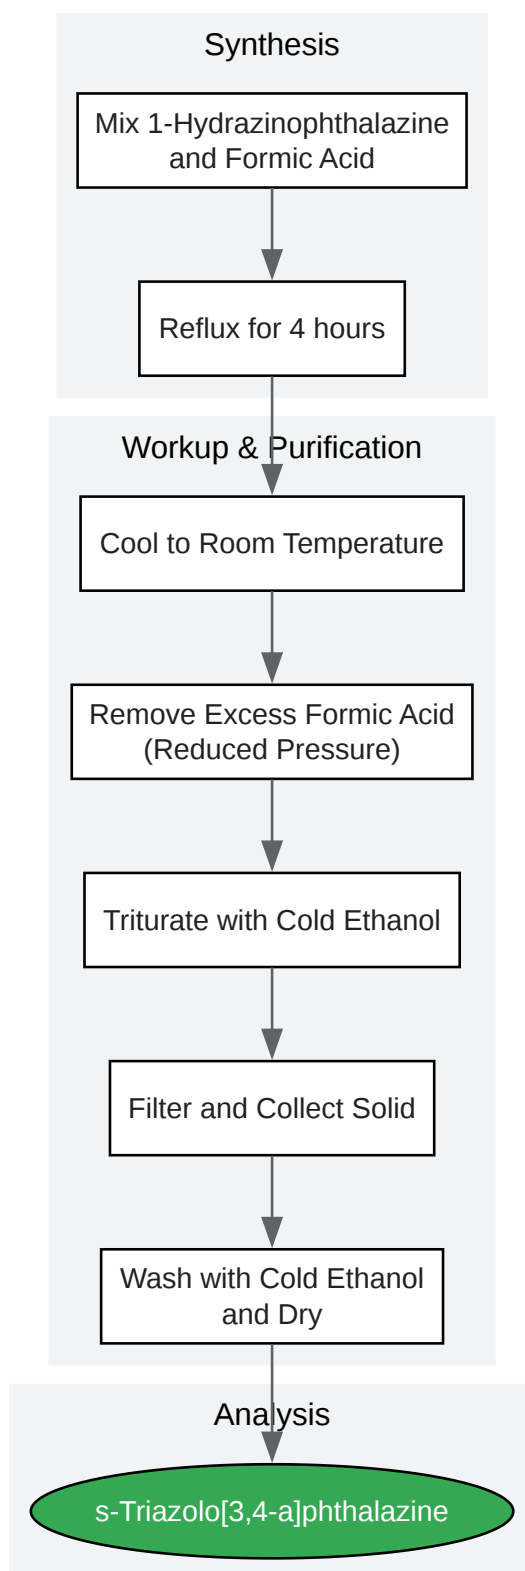 Synthesis
Mix 1-Hydrazinophthalazine
and Formic Acid
Reflux for 4 hours
Workup & Purification
Cool to Room Temperature
Remove Excess Formic Acid
(Reduced Pressure)
Triturate with Cold Ethanol
Filter and Collect Solid
Wash with Cold Ethanol
and Dry
Analysis
s-Triazolo[3,4-a]phthalazine